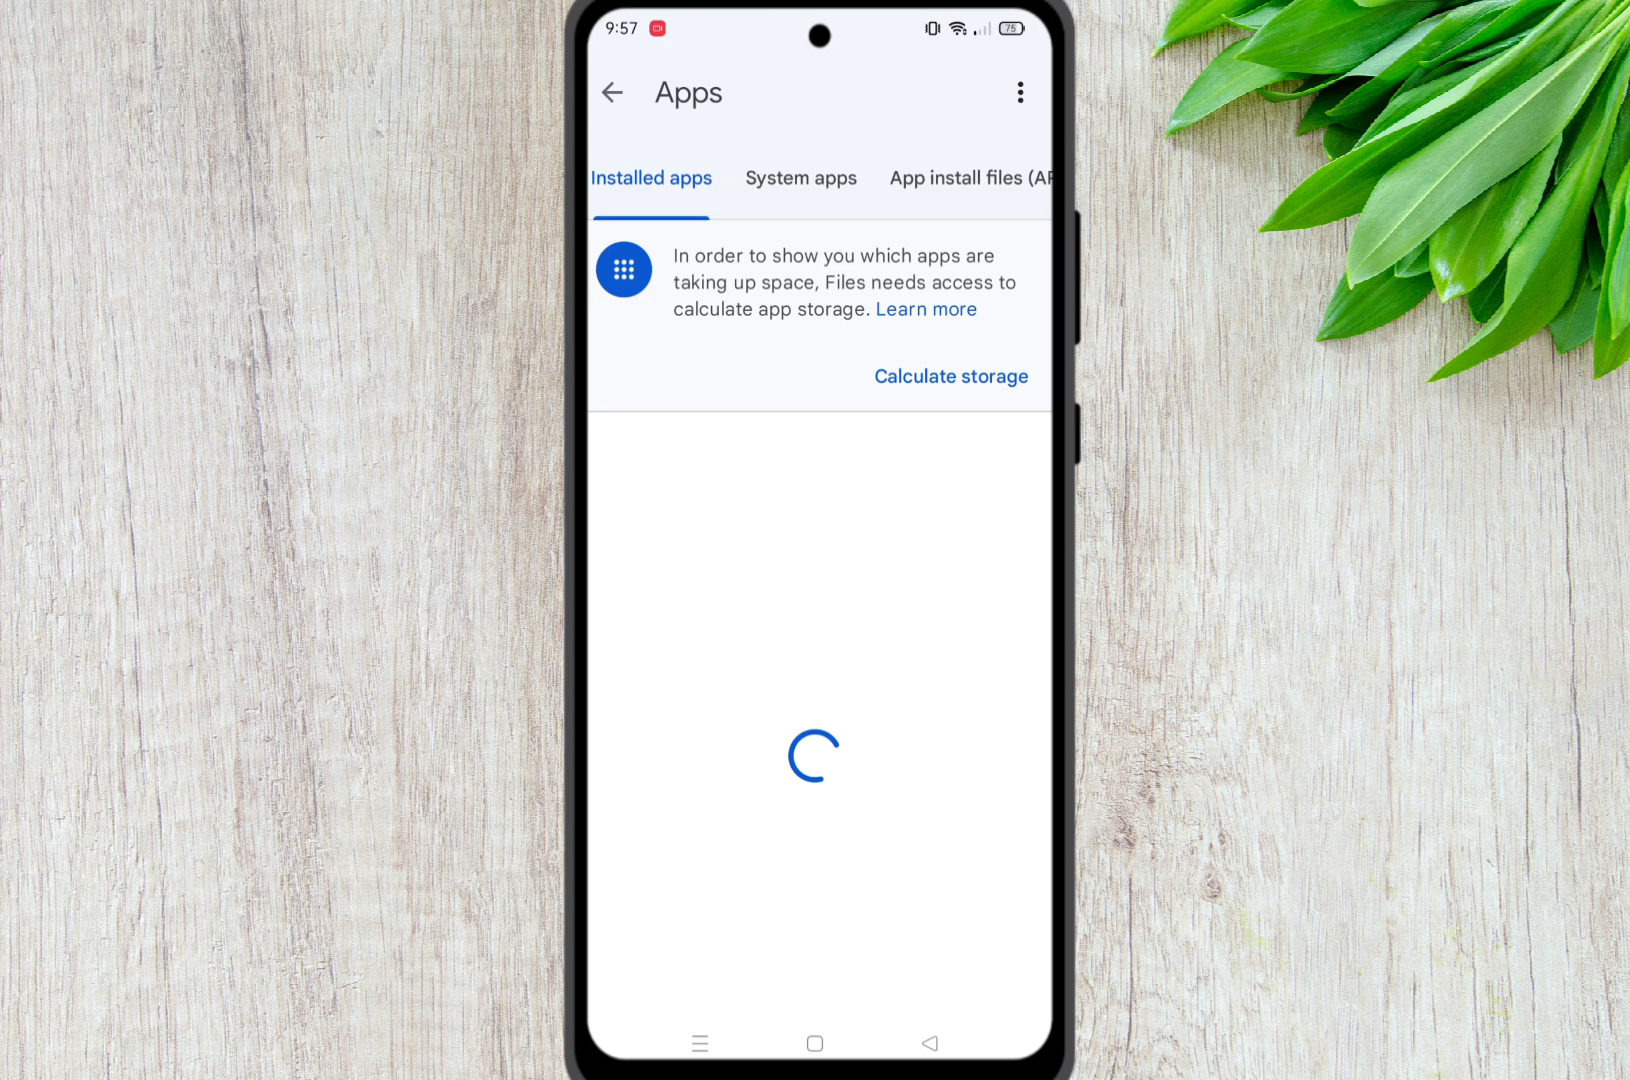 9:57
75
Apps
Installed apps System apps App install files (AP
In order to show you which apps are
taking up space, Files needs access to
calculate app storage. Learn more
Calculate storage